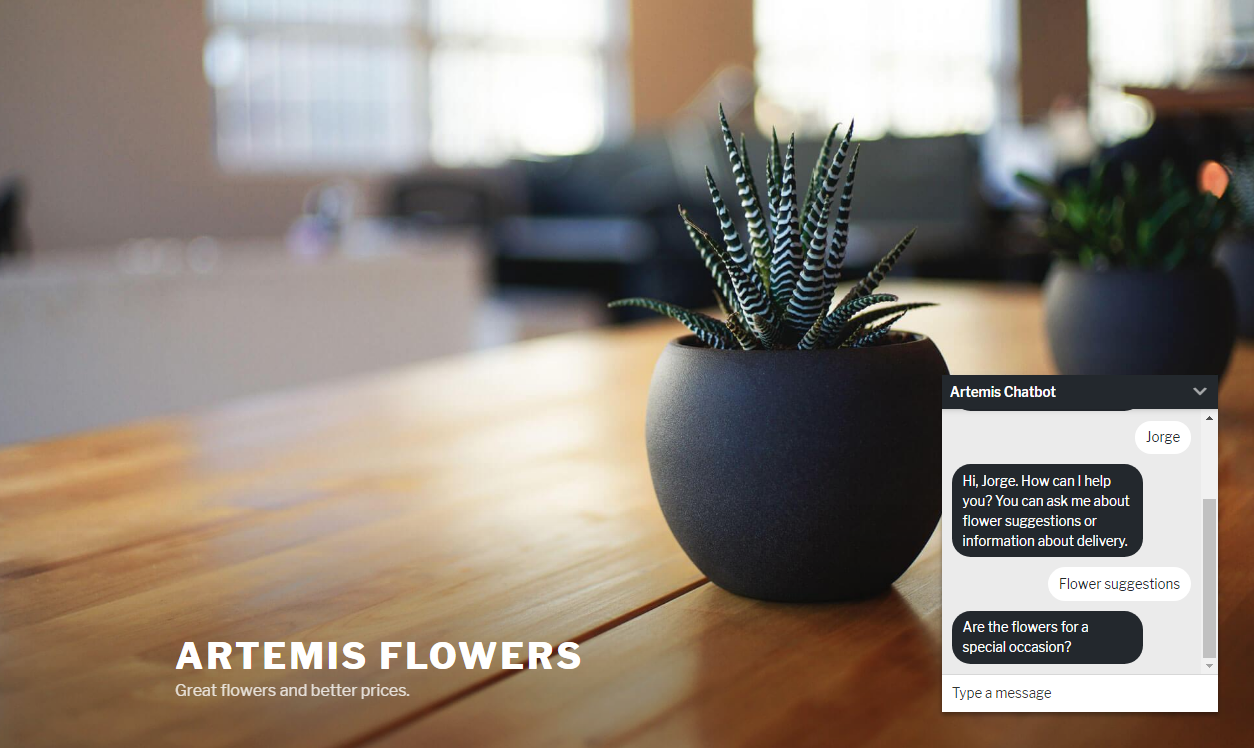 ARTEMIS FLOWERS
Great flowers and better prices.
Artemis Chatbot
Jorge
Hi, Jorge. How can I help
you? You can ask me about
flower suggestions or
information about delivery.
Flower suggestions
Are the flowers for a
special occasion?
Type a message